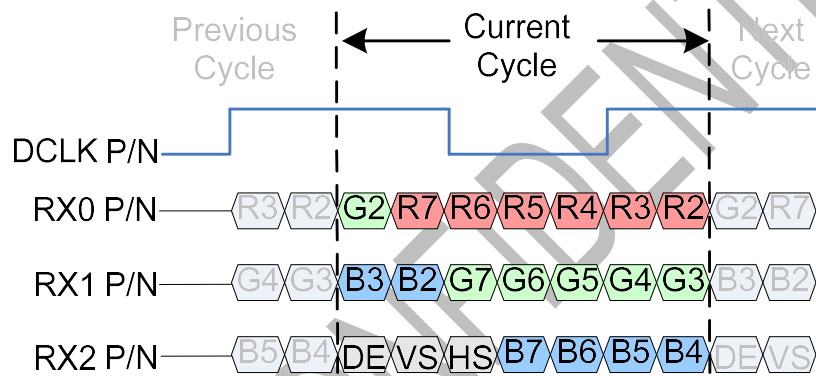 Previous Cycle
Current Cycle
Next Cycle
DCLK P/N
RX0 P/N R3 R2 G2 R7 R6 R5 R4 R3 R2 G2 R7
RX1 P/N G4 G3 B3 B2 G7 G6 G5 G4 G3 B3 B2
RX2 P/N B5 B4 DE VS HS B7 B6 B5 B4 DE VS